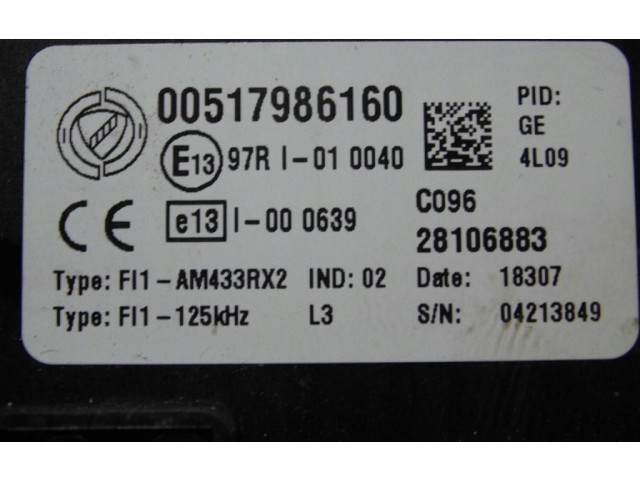 00517986160
PID:
GE
4L09
E13 97R I-01 0040
CE e13 I-00 0639
C096
28106883
Type: FI1-AM433RX2 IND: 02 Date: 18307
Type: FI1-125kHz L3 S/N: 04213849